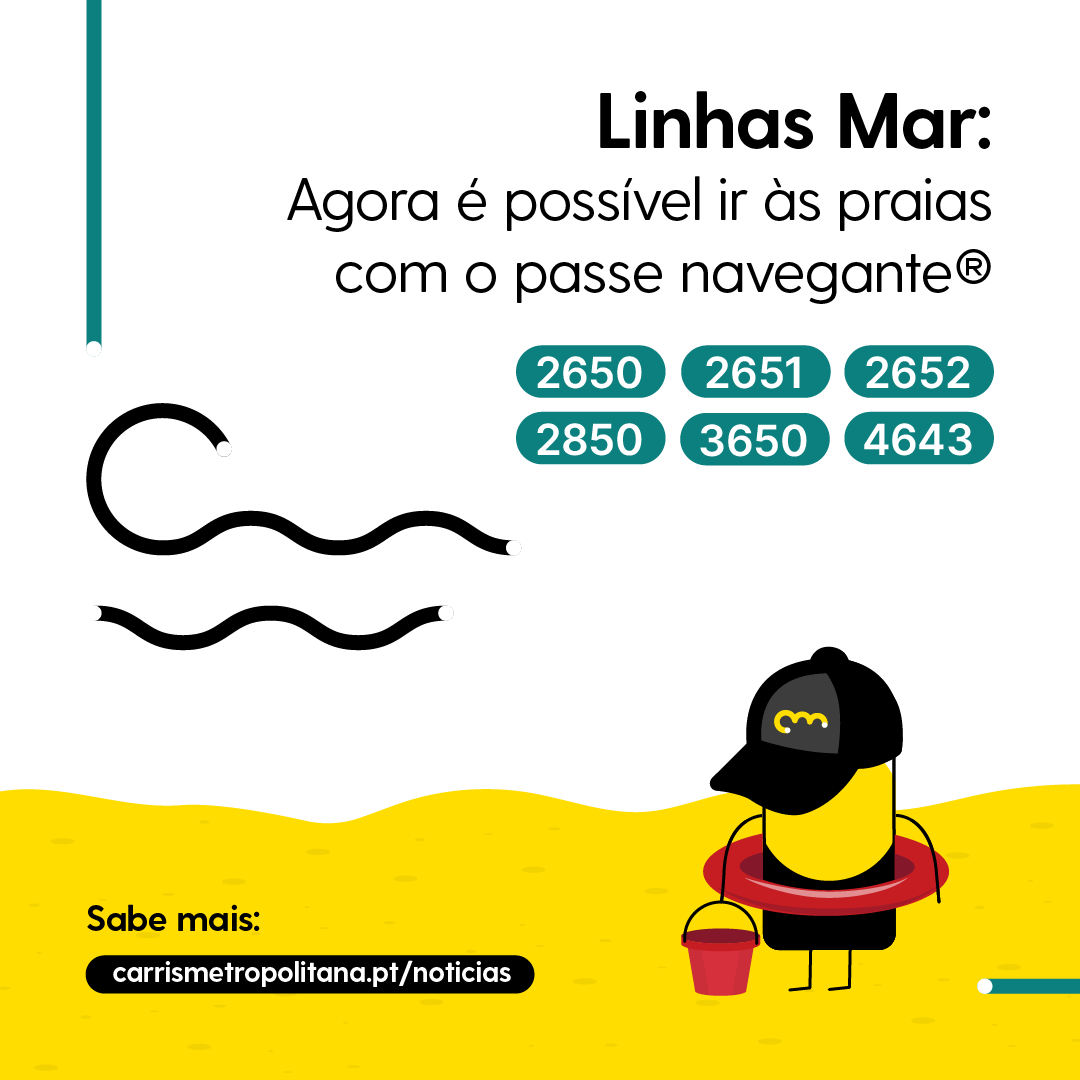 Linhas Mar:
Agora é possível ir às praias
com o passe navegante®
2650 2651 2652
2850 3650 4643
cm
Sabe mais:
carrismetropolitana.pt/noticias